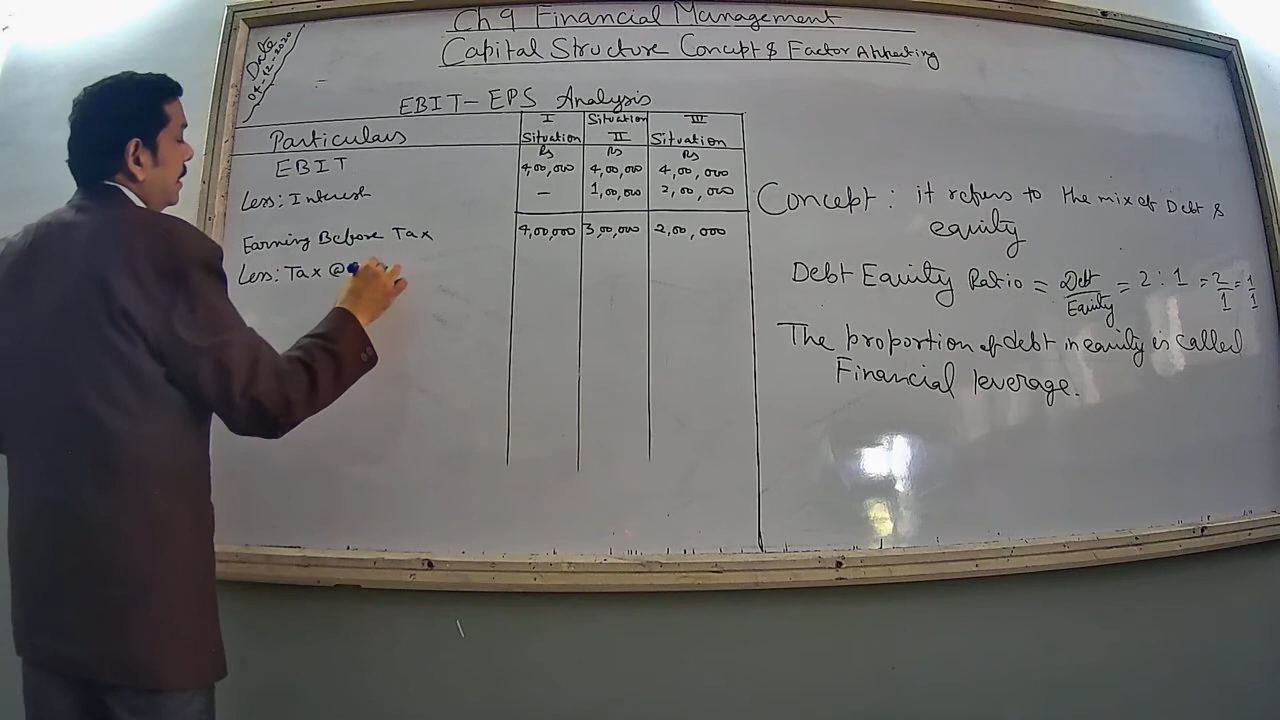 Ch 9 Financial Management
Capital Structure Concept & Factor Affecting
Date
04-12-2020
EBIT - EPS Analysis
Particulars I Situation Situation II III Situation
Rs Rs Rs
EBIT 4,00,000 4,00,000 4,00,000
Less: Interest - 1,00,000 2,00,000
Earning Before Tax 4,00,000 3,00,000 2,00,000
Less: Tax @
Concept: it refers to the mix of Debt &
equity
Debt Equity Ratio = Debt/Equity = 2 : 1 = 2/1 = 1/1
The proportion of debt in equity is called
Financial leverage.